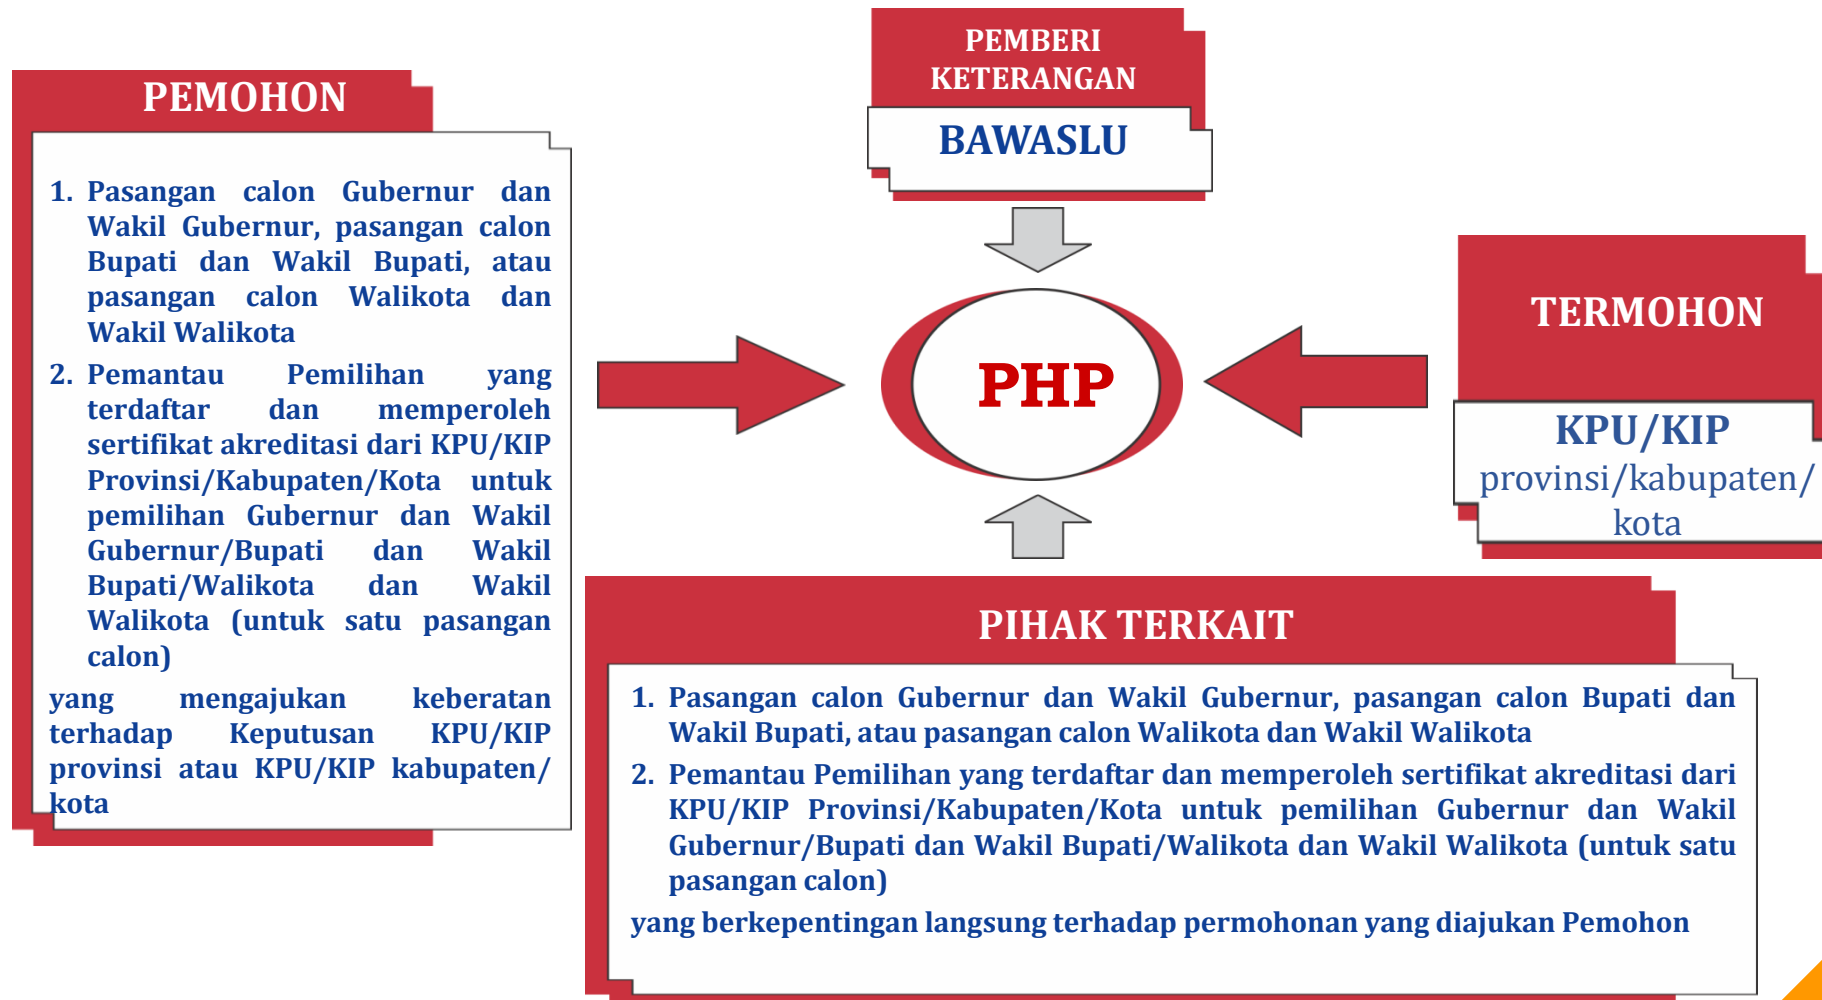 PEMOHON
1. Pasangan calon Gubernur dan
Wakil Gubernur, pasangan calon
Bupati dan Wakil Bupati, atau
pasangan calon Walikota dan
Wakil Walikota
2. Pemantau Pemilihan yang
terdaftar dan memperoleh
sertifikat akreditasi dari KPU/KIP
Provinsi/Kabupaten/Kota untuk
pemilihan Gubernur dan Wakil
Gubernur/Bupati dan Wakil
Bupati/Walikota dan Wakil
Walikota (untuk satu pasangan
calon)
yang mengajukan keberatan
terhadap Keputusan KPU/KIP
provinsi atau KPU/KIP kabupaten/
kota
PEMBERI
KETERANGAN
BAWASLU
PHP
TERMOHON
KPU/KIP
provinsi/kabupaten/
kota
PIHAK TERKAIT
1. Pasangan calon Gubernur dan Wakil Gubernur, pasangan calon Bupati dan
Wakil Bupati, atau pasangan calon Walikota dan Wakil Walikota
2. Pemantau Pemilihan yang terdaftar dan memperoleh sertifikat akreditasi dari
KPU/KIP Provinsi/Kabupaten/Kota untuk pemilihan Gubernur dan Wakil
Gubernur/Bupati dan Wakil Bupati/Walikota dan Wakil Walikota (untuk satu
pasangan calon)
yang berkepentingan langsung terhadap permohonan yang diajukan Pemohon